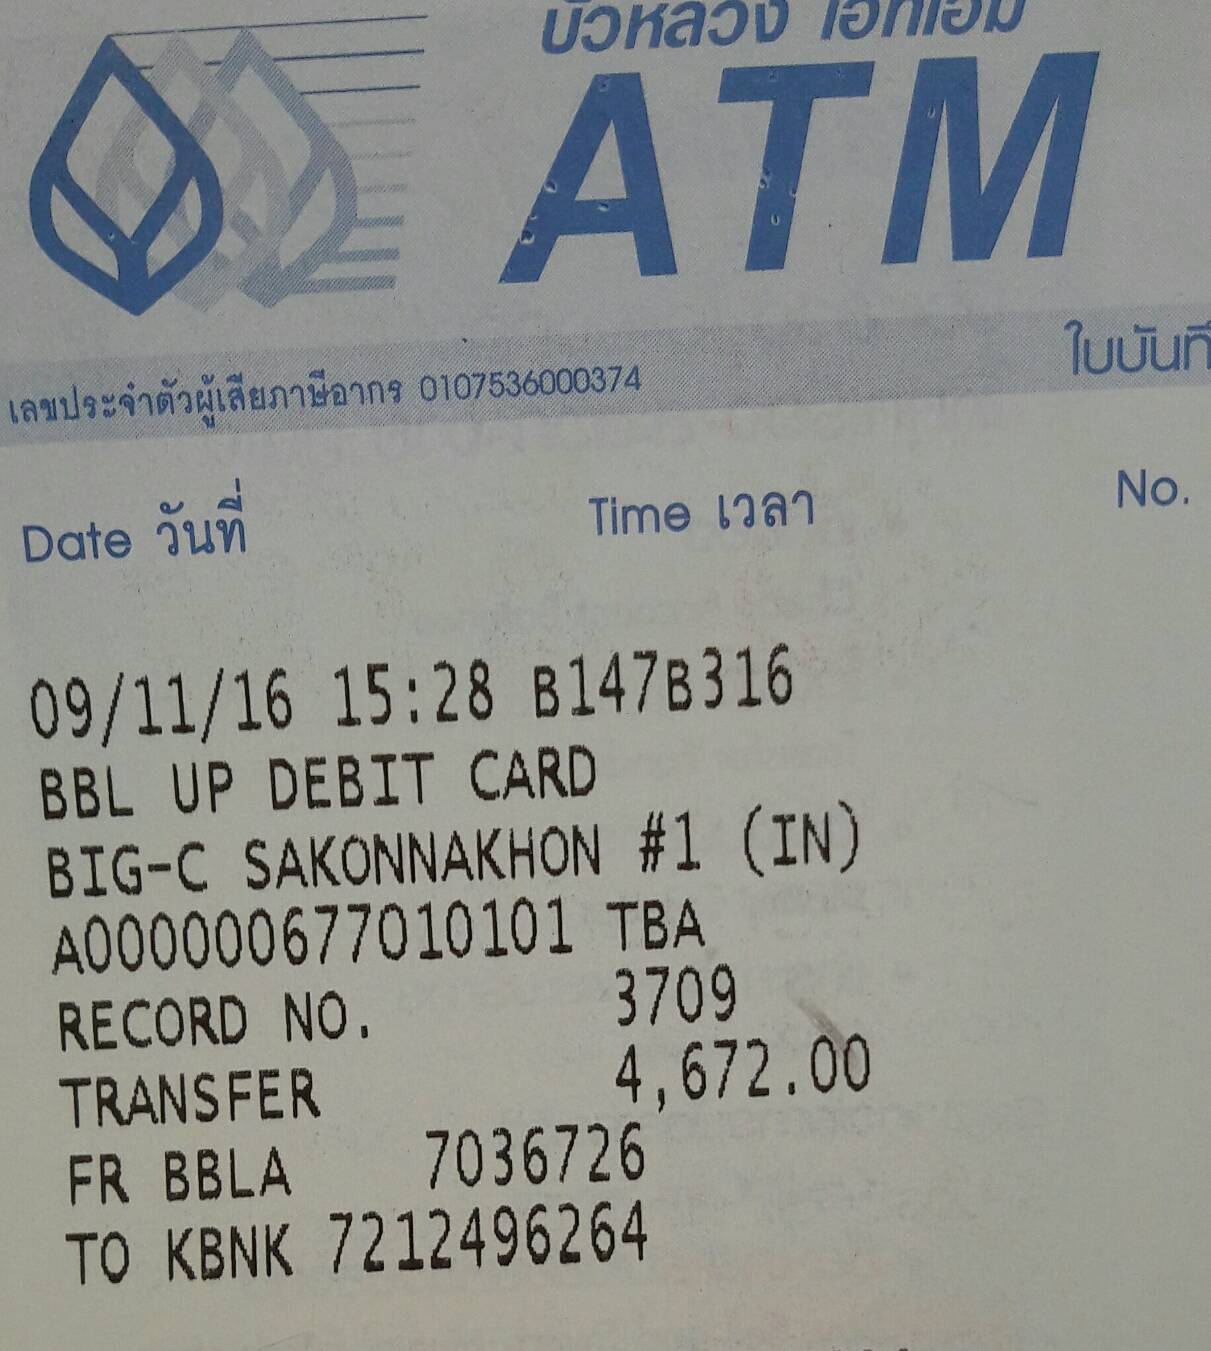 บัวหลวง เอทีเอ็ม
ATM
เลขประจำตัวผู้เสียภาษีอากร 0107536000374
ใบบันทึ
Date วันที่ Time เวลา No.
09/11/16 15:28 B147B316
BBL UP DEBIT CARD
BIG-C SAKONNAKHON #1 (IN)
A000000677010101 TBA
RECORD NO. 3709
TRANSFER 4,672.00
FR BBLA 7036726
TO KBNK 7212496264